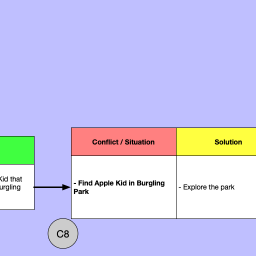 Conflict / Situation
Solution
Kid that
urgling
- Find Apple Kid in Burgling
Park
- Explore the park
C8